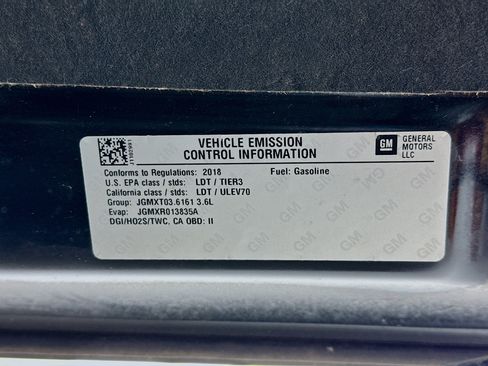 VEHICLE EMISSION
CONTROL INFORMATION
GM
GENERAL
MOTORS
LLC
Conforms to Regulations: 2018 Fuel: Gasoline
U.S. EPA class / stds: LDT / TIER3
California class / stds: LDT / ULEV70
Group: JGMXT03.6161 3.6L
Evap: JGMXR013835A
DGI/HO2S/TWC, CA OBD: II